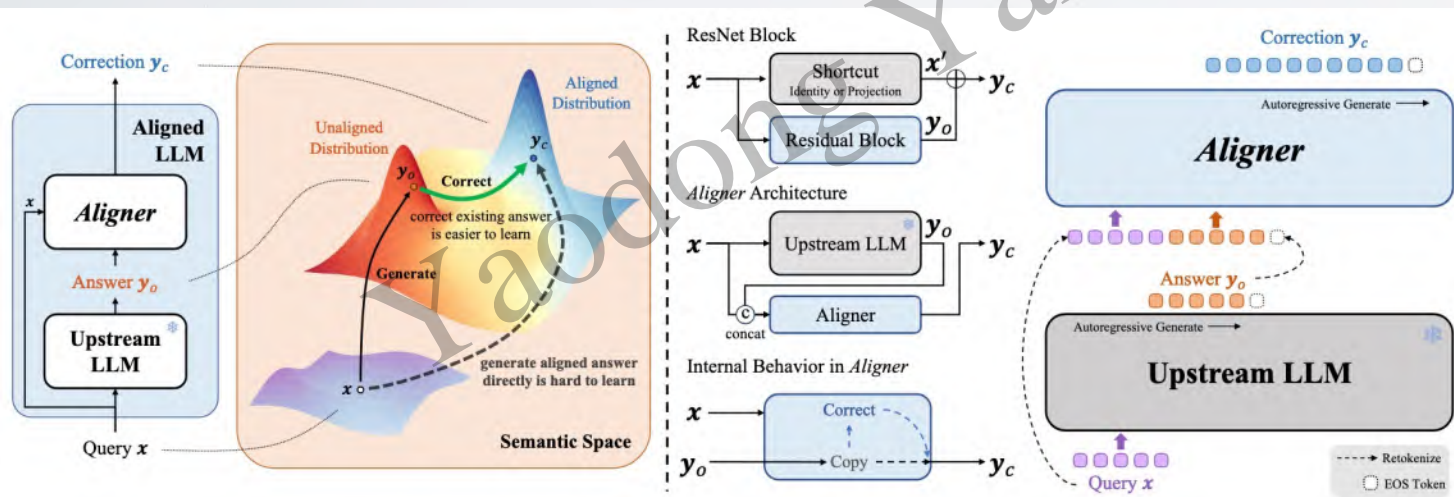 Correction y_c
Aligned
LLM
x
Aligner
Answer y_o
Upstream
LLM
Query x
Unaligned
Distribution
Aligned
Distribution
y_o
y_c
Correct
correct existing answer
is easier to learn
Generate
x
generate aligned answer
directly is hard to learn
Semantic Space
ResNet Block
x
Shortcut
Identity or Projection
x'
y_c
Residual Block
y_o
Aligner Architecture
x
Upstream LLM
y_o
y_c
c
concat
Aligner
Internal Behavior in Aligner
x
Correct
y_o
Copy
y_c
Correction y_c
Autoregressive Generate
Aligner
Answer y_o
Autoregressive Generate
Upstream LLM
Query x
Retokenize
EOS Token
Yaodong Ya